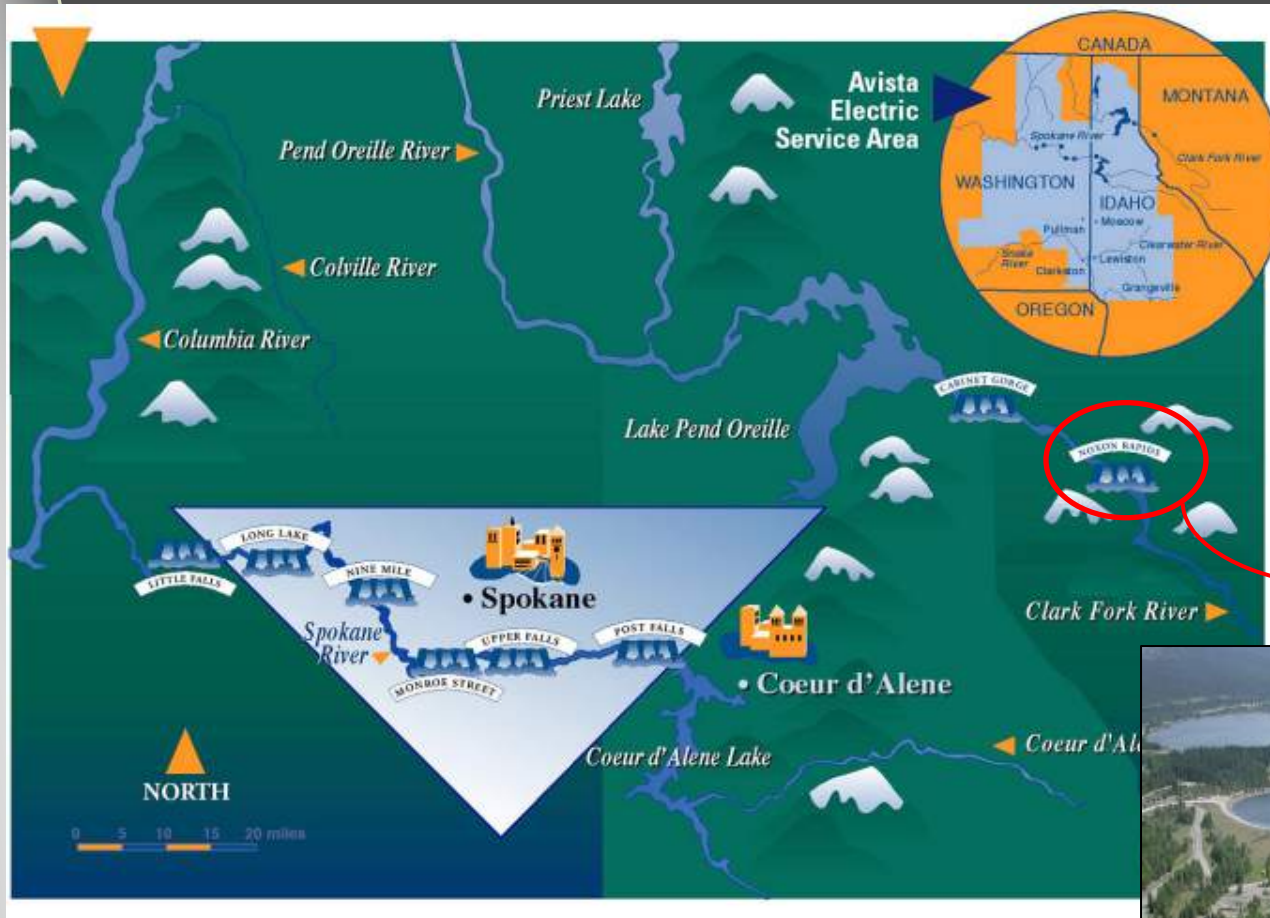 CANADA
Avista
Electric
Service Area
MONTANA
Spokane River
Clark Fork River
WASHINGTON
IDAHO
Moscow
Pullman
Clearwater River
Snake
River
Lewiston
Clarkston
Grangeville
OREGON
Priest Lake
Pend Oreille River
Colville River
Columbia River
CABINET GORGE
Lake Pend Oreille
NOXON RAPIDS
LONG LAKE
LITTLE FALLS
NINE MILE
• Spokane
Clark Fork River
Spokane
River
UPPER FALLS
POST FALLS
MONROE STREET
• Coeur d'Alene
Coeur d'Alene Lake
Coeur d'Al
NORTH
0 5 10 15 20 miles